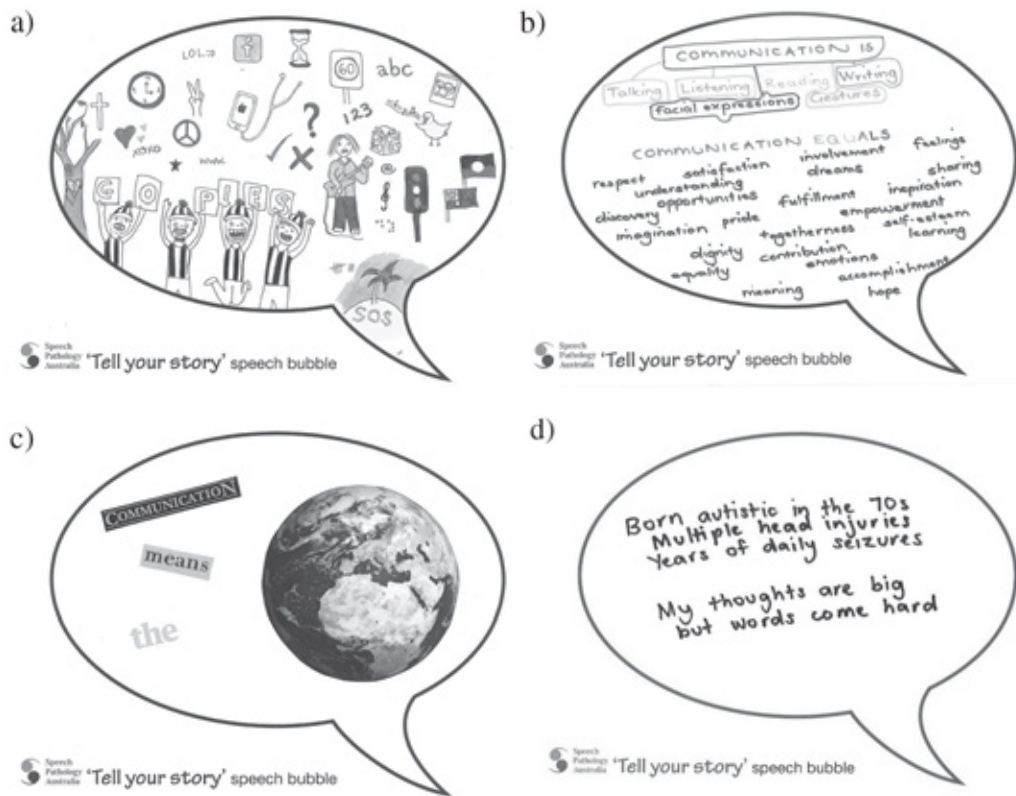 a)
LOL:)
60
abc
123
xoxo
www.
@
GO PIES
SOS
Speech
Pathology
Australia
'Tell your story' speech bubble
b)
COMMUNICATION IS
Talking Listening Reading Writing
facial expressions Gestures
COMMUNICATION EQUALS
respect satisfaction involvement feelings
understanding dreams sharing
opportunities fulfillment inspiration
discovery pride empowerment
imagination togetherness self-esteem
dignity contribution learning
equality emotions accomplishment
meaning hope
Speech
Pathology
Australia
'Tell your story' speech bubble
c)
COMMUNICATION
means
the
Speech
Pathology
Australia
'Tell your story' speech bubble
d)
Born autistic in the 70s
Multiple head injuries
Years of daily seizures
My thoughts are big
but words come hard
Speech
Pathology
Australia
'Tell your story' speech bubble